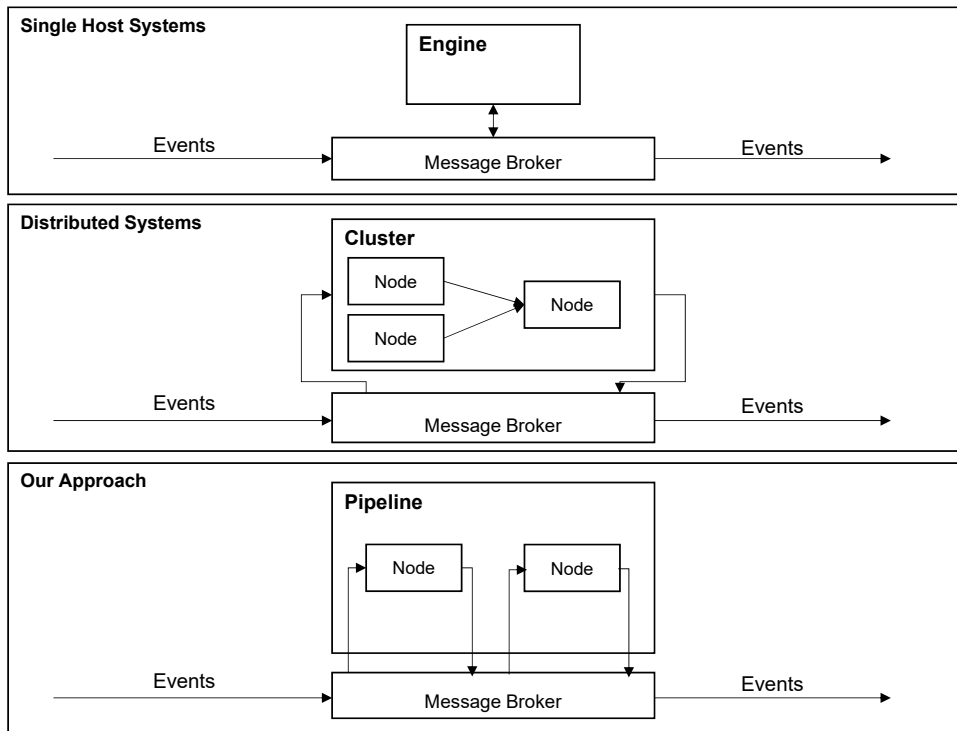 Single Host Systems
Engine
Events
Message Broker
Events
Distributed Systems
Cluster
Node
Node
Node
Events
Message Broker
Events
Our Approach
Pipeline
Node
Node
Events
Message Broker
Events